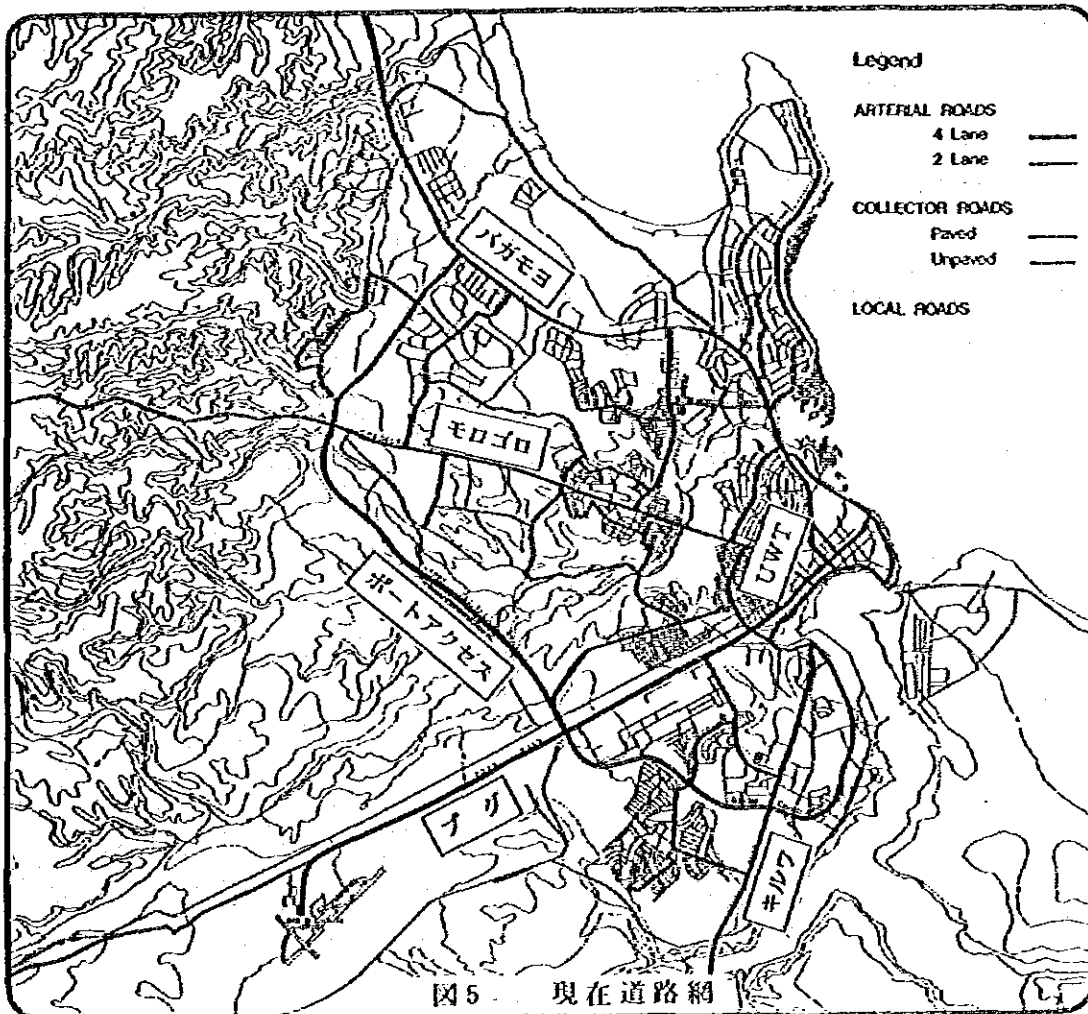 Legend
ARTERIAL ROADS
4 Lane
2 Lane
COLLECTOR ROADS
Paved
Unpaved
LOCAL ROADS
バガモヨ
モロゴロ
UWT
ポートアクセス
プリ
キルワ
図5 現在道路網